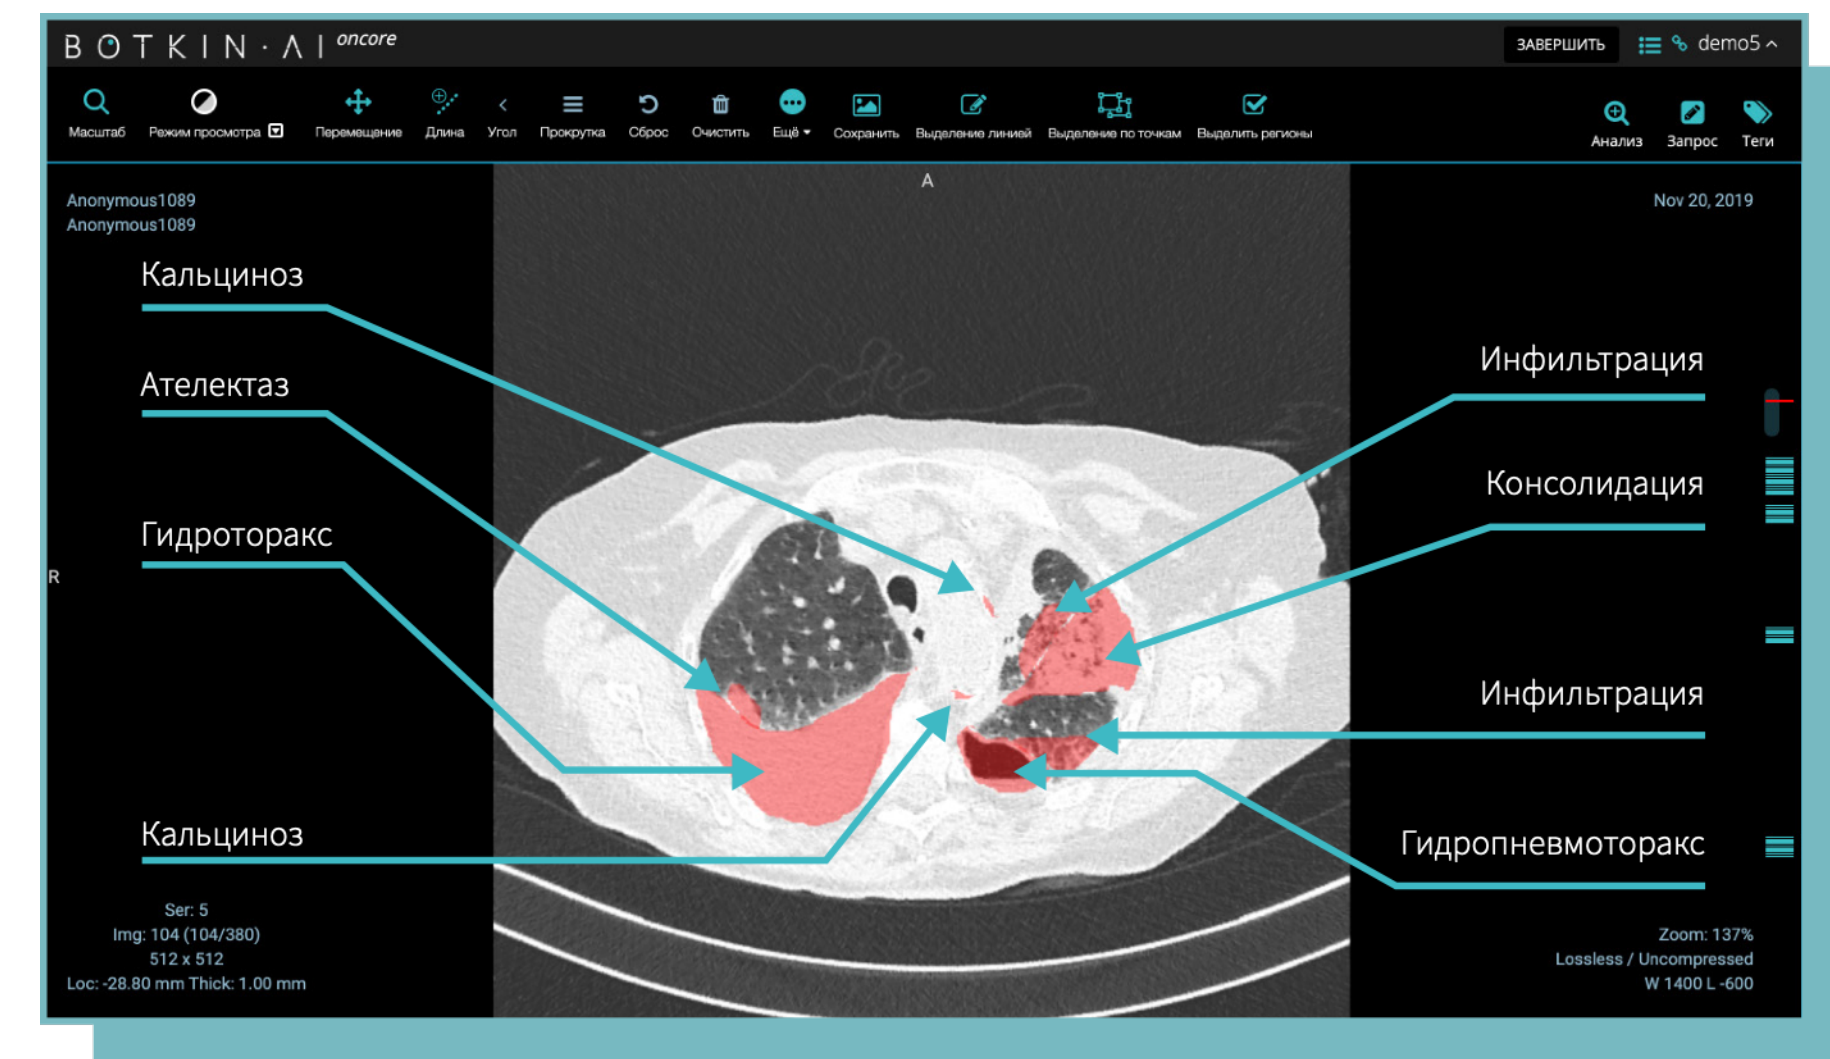 BOTKIN·AI oncore
ЗАВЕРШИТЬ demo5
Масштаб Режим просмотра Перемещение Длина Угол Прокрутка Сброс Очистить Ещё Сохранить Выделение линией Выделение по точкам Выделить регионы Анализ Запрос Теги
A
Anonymous1089
Anonymous1089
Nov 20, 2019
Кальциноз
Ателектаз
Гидроторакс
R
Кальциноз
Инфильтрация
Консолидация
Инфильтрация
Гидропневмоторакс
Ser: 5
Img: 104 (104/380)
512 x 512
Loc: -28.80 mm Thick: 1.00 mm
Zoom: 137%
Lossless / Uncompressed
W 1400 L -600